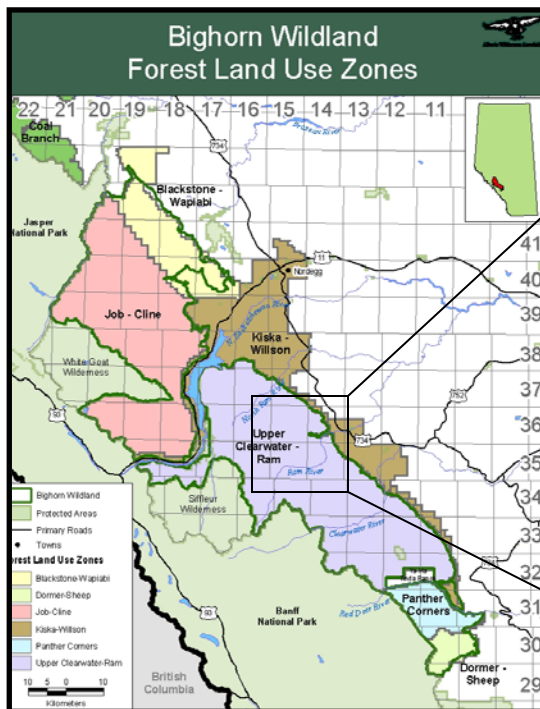 Bighorn Wildland
Forest Land Use Zones
22 21 20 19 18 17 16 15 14 13 12 11
Coal
Branch
734
Blackstone -
Wapiabi
Jasper
National Park
41
11
Nordegg
40
39
Job - Cline
Kiska -
Willson
38
White Goat
Wilderness
37
93
752
Upper
Clearwater -
Ram
734
36
Ram River
35
Siffleur
Wilderness
34
Clearwater River
33
32
Panther
Corners
Red Deer River
31
93
Banff
National Park
30
Dormer -
Sheep
29
British
Columbia
Bighorn Wildland
Protected Areas
Primary Roads
Towns
Forest Land Use Zones
Blackstone-Wapiabi
Dormer-Sheep
Job-Cline
Kiska-Willson
Panther Corners
Upper Clearwater-Ram
10 5 0 10
Kilometers